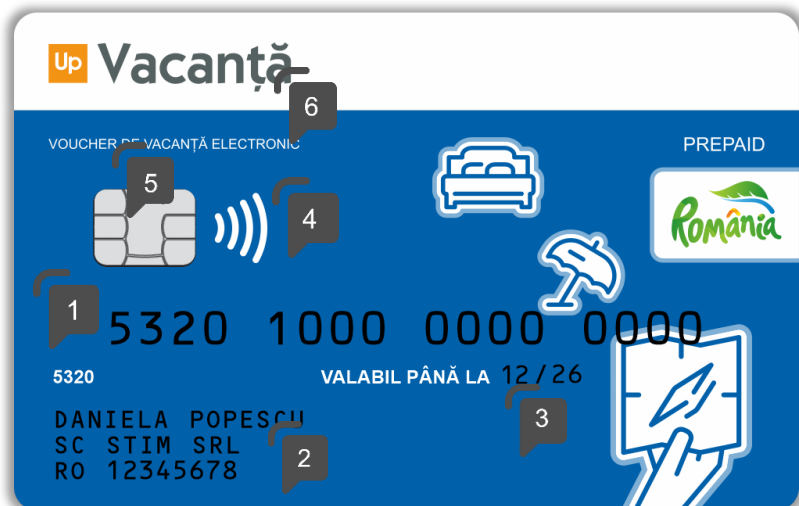 Up Vacanță
6
VOUCHER DE VACANȚĂ ELECTRONIC
PREPAID
5
4
România
1
5320 1000 0000 0000
5320
VALABIL PÂNĂ LA 12/26
3
DANIELA POPESCU
SC STIM SRL
2
RO 12345678